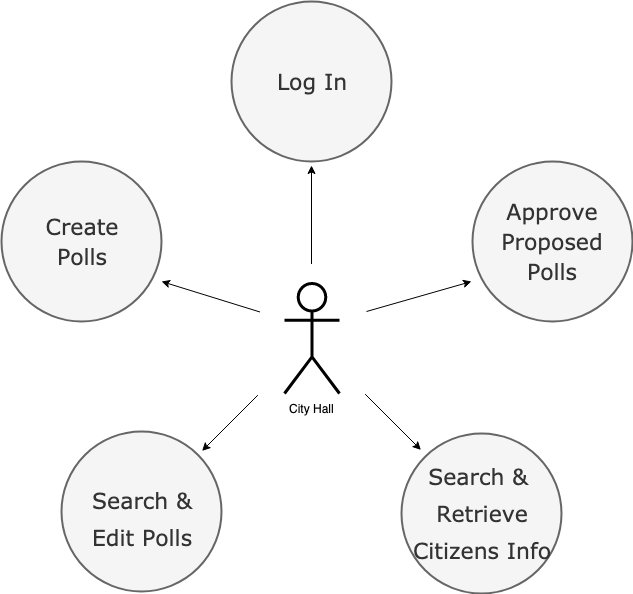 Log In
Create
Polls
Approve
Proposed
Polls
City Hall
Search &
Edit Polls
Search &
Retrieve
Citizens Info